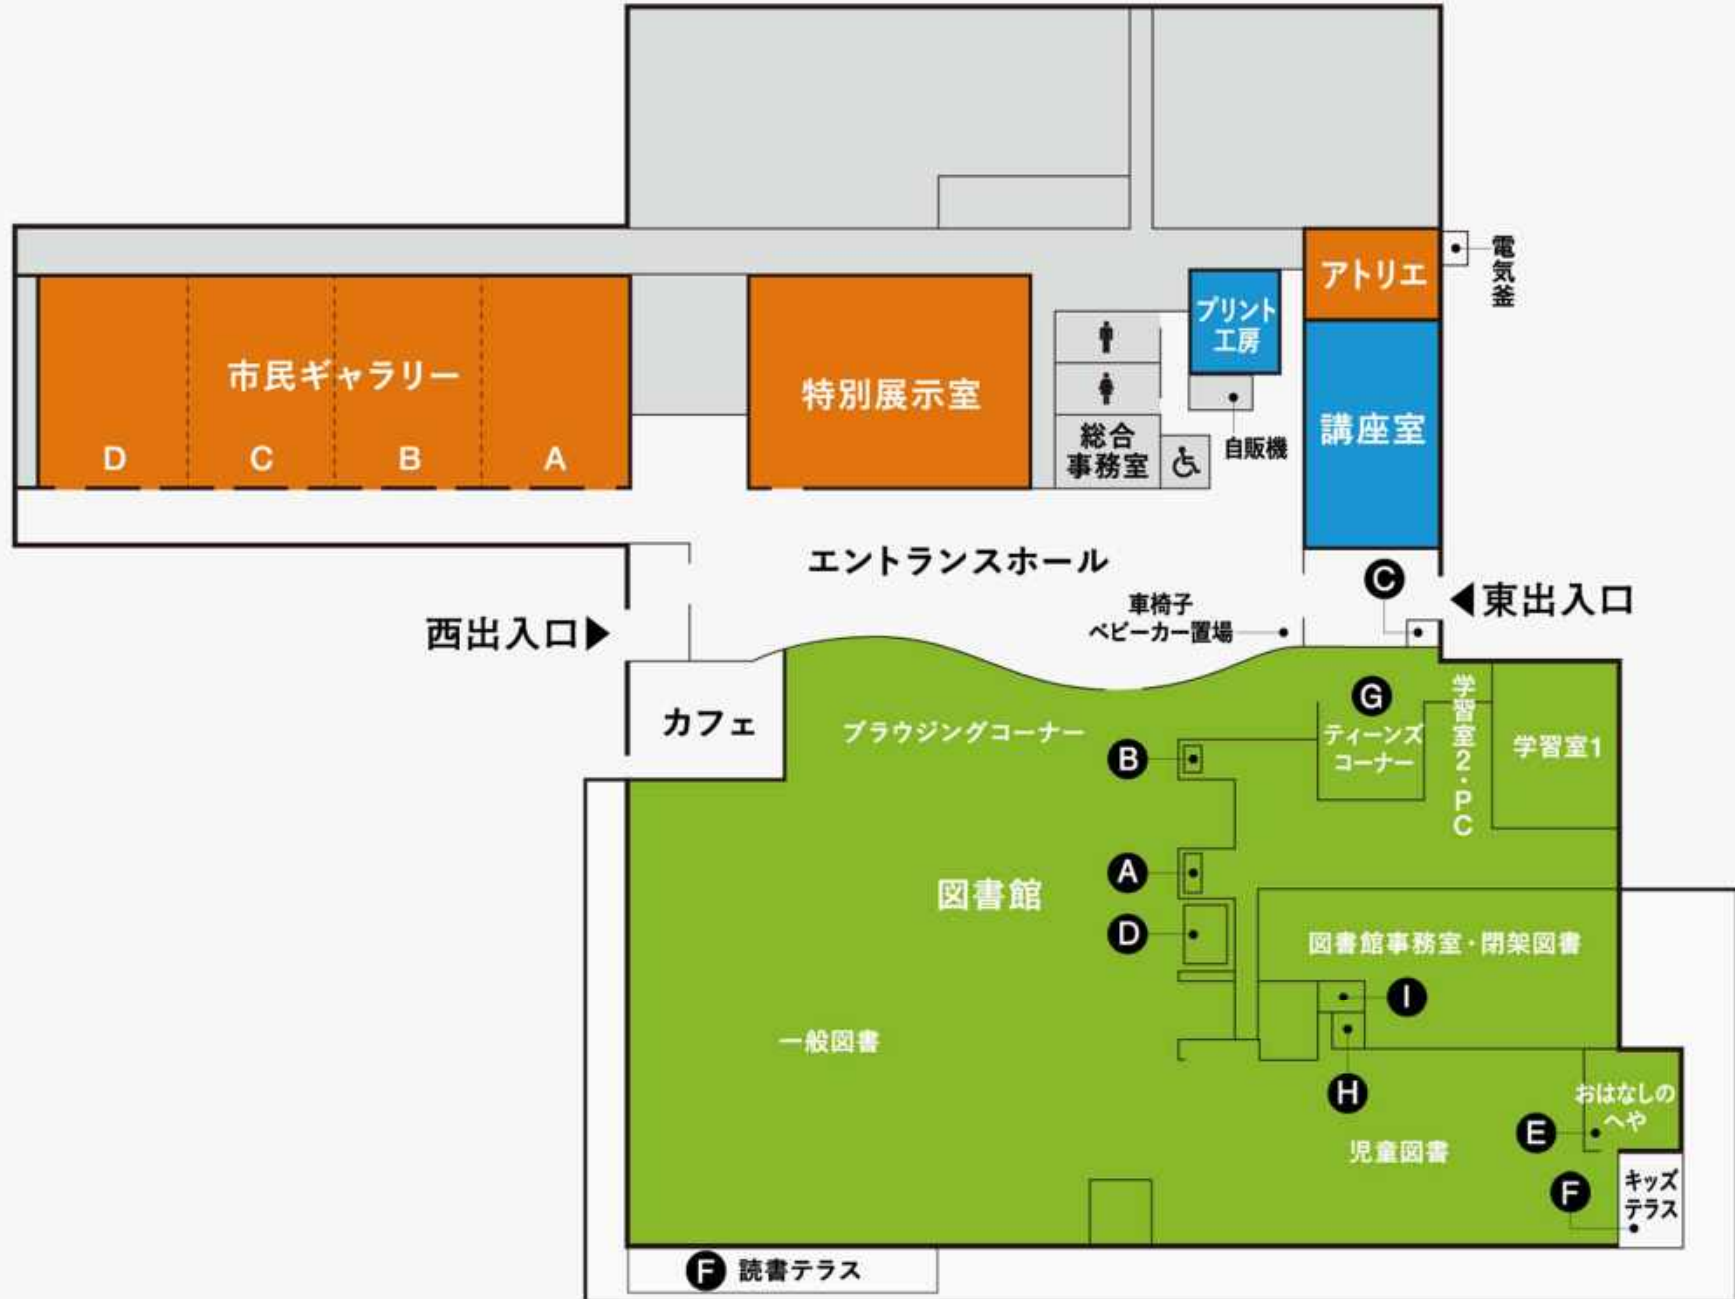 電気釜
アトリエ
プリント
工房
市民ギャラリー
特別展示室
自販機
講座室
総合
事務室
D
C
B
A
エントランスホール
C
東出入口
車椅子
ベビーカー置場
西出入口
カフェ
ブラウジングコーナー
G
ティーンズ
コーナー
学習室2・PC
学習室1
B
A
図書館
D
図書館事務室・閉架図書
I
一般図書
H
おはなしの
へや
E
児童図書
F
キッズ
テラス
F 読書テラス